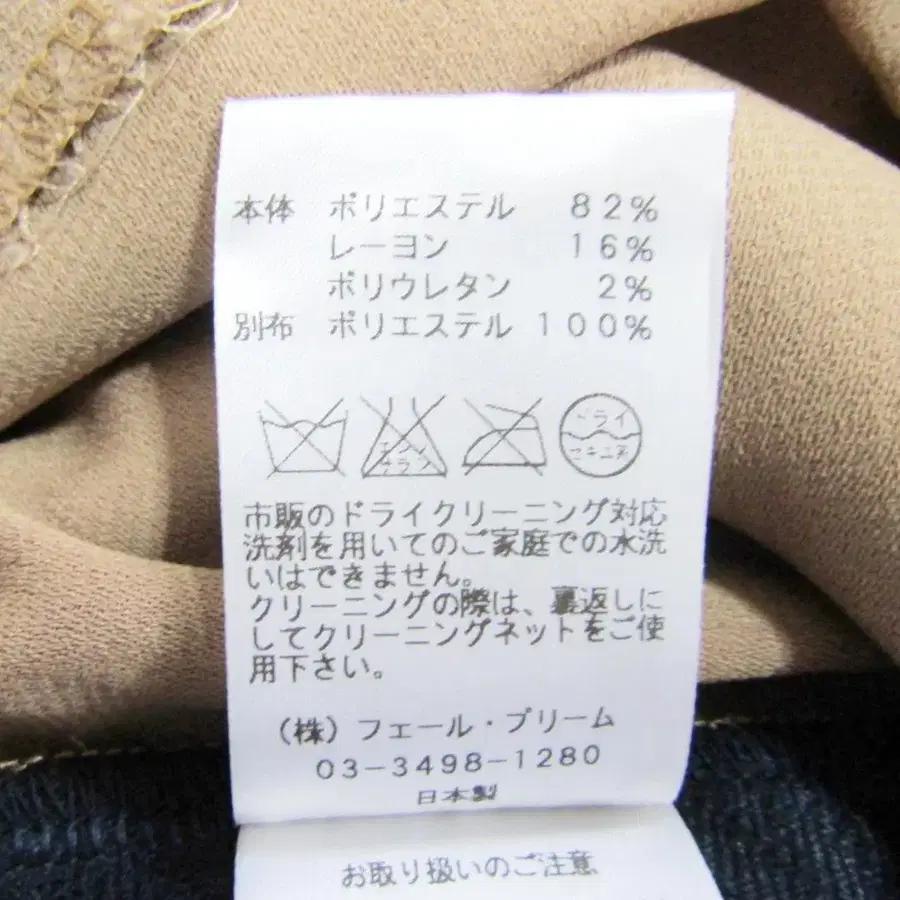 本体 ポリエステル 82%
レーヨン 16%
ポリウレタン 2%
別布 ポリエステル 100%
エンソ
サラシ
ドライ
セキユ系
市販のドライクリーニング対応
洗剤を用いてのご家庭での水洗
いはできません。
クリーニングの際は、裏返しに
してクリーニングネットをご使
用下さい。
(株)フェール・プリーム
03-3498-1280
日本製
お取り扱いのご注意